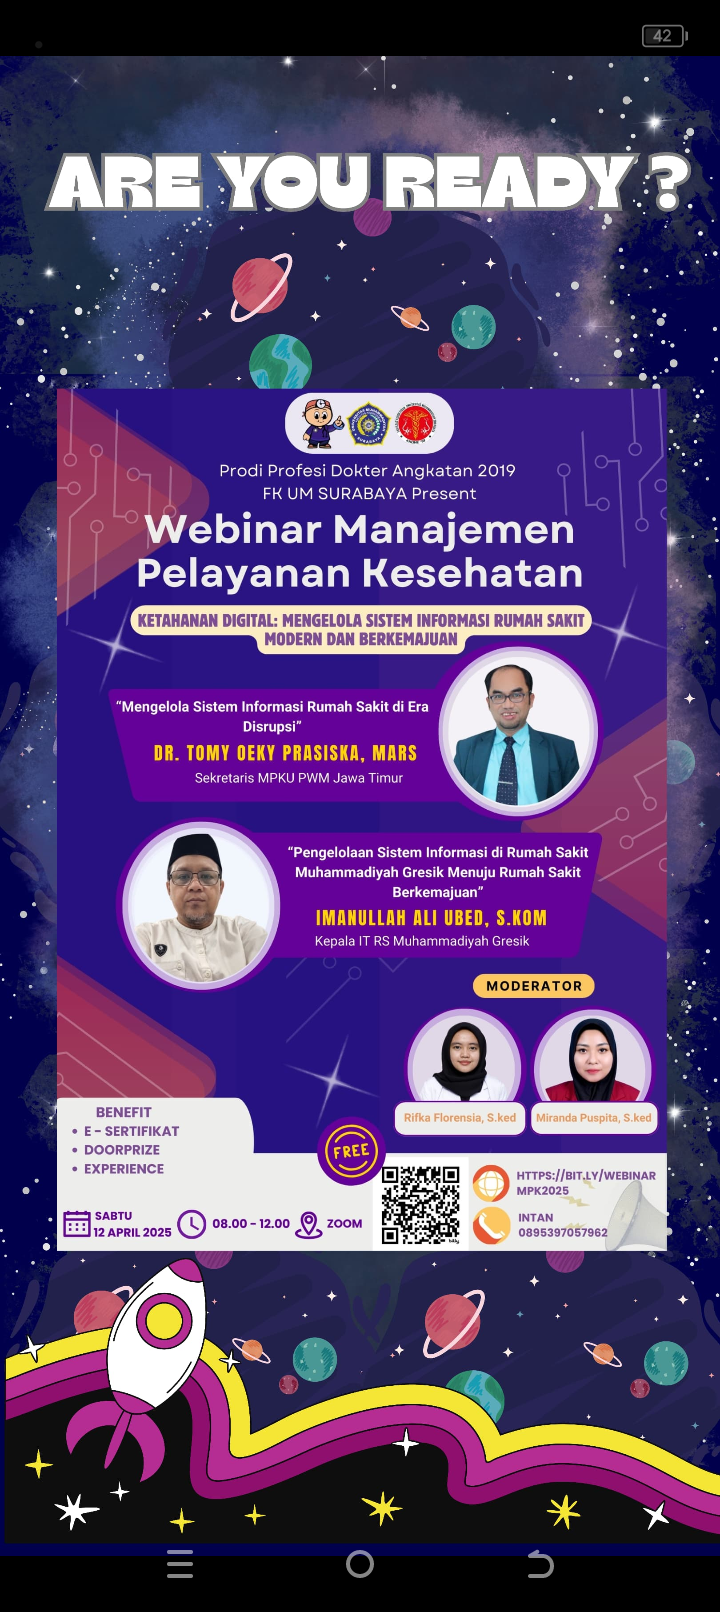 42
ARE YOU READY ?
Prodi Profesi Dokter Angkatan 2019
FK UM SURABAYA Present
Webinar Manajemen
Pelayanan Kesehatan
KETAHANAN DIGITAL: MENGELOLA SISTEM INFORMASI RUMAH SAKIT
MODERN DAN BERKEMAJUAN
"Mengelola Sistem Informasi Rumah Sakit di Era
Disrupsi"
DR. TOMY OEKY PRASISKA, MARS
Sekretaris MPKU PWM Jawa Timur
"Pengelolaan Sistem Informasi di Rumah Sakit
Muhammadiyah Gresik Menuju Rumah Sakit
Berkemajuan"
IMANULLAH ALI UBED, S.KOM
Kepala IT RS Muhammadiyah Gresik
MODERATOR
Rifka Florensia, S.ked
Miranda Puspita, S.ked
BENEFIT
• E - SERTIFIKAT
• DOORPRIZE
• EXPERIENCE
FREE
SABTU
12 APRIL 2025
08.00 - 12.00
ZOOM
HTTPS://BIT.LY/WEBINAR
MPK2025
INTAN
0895397057962